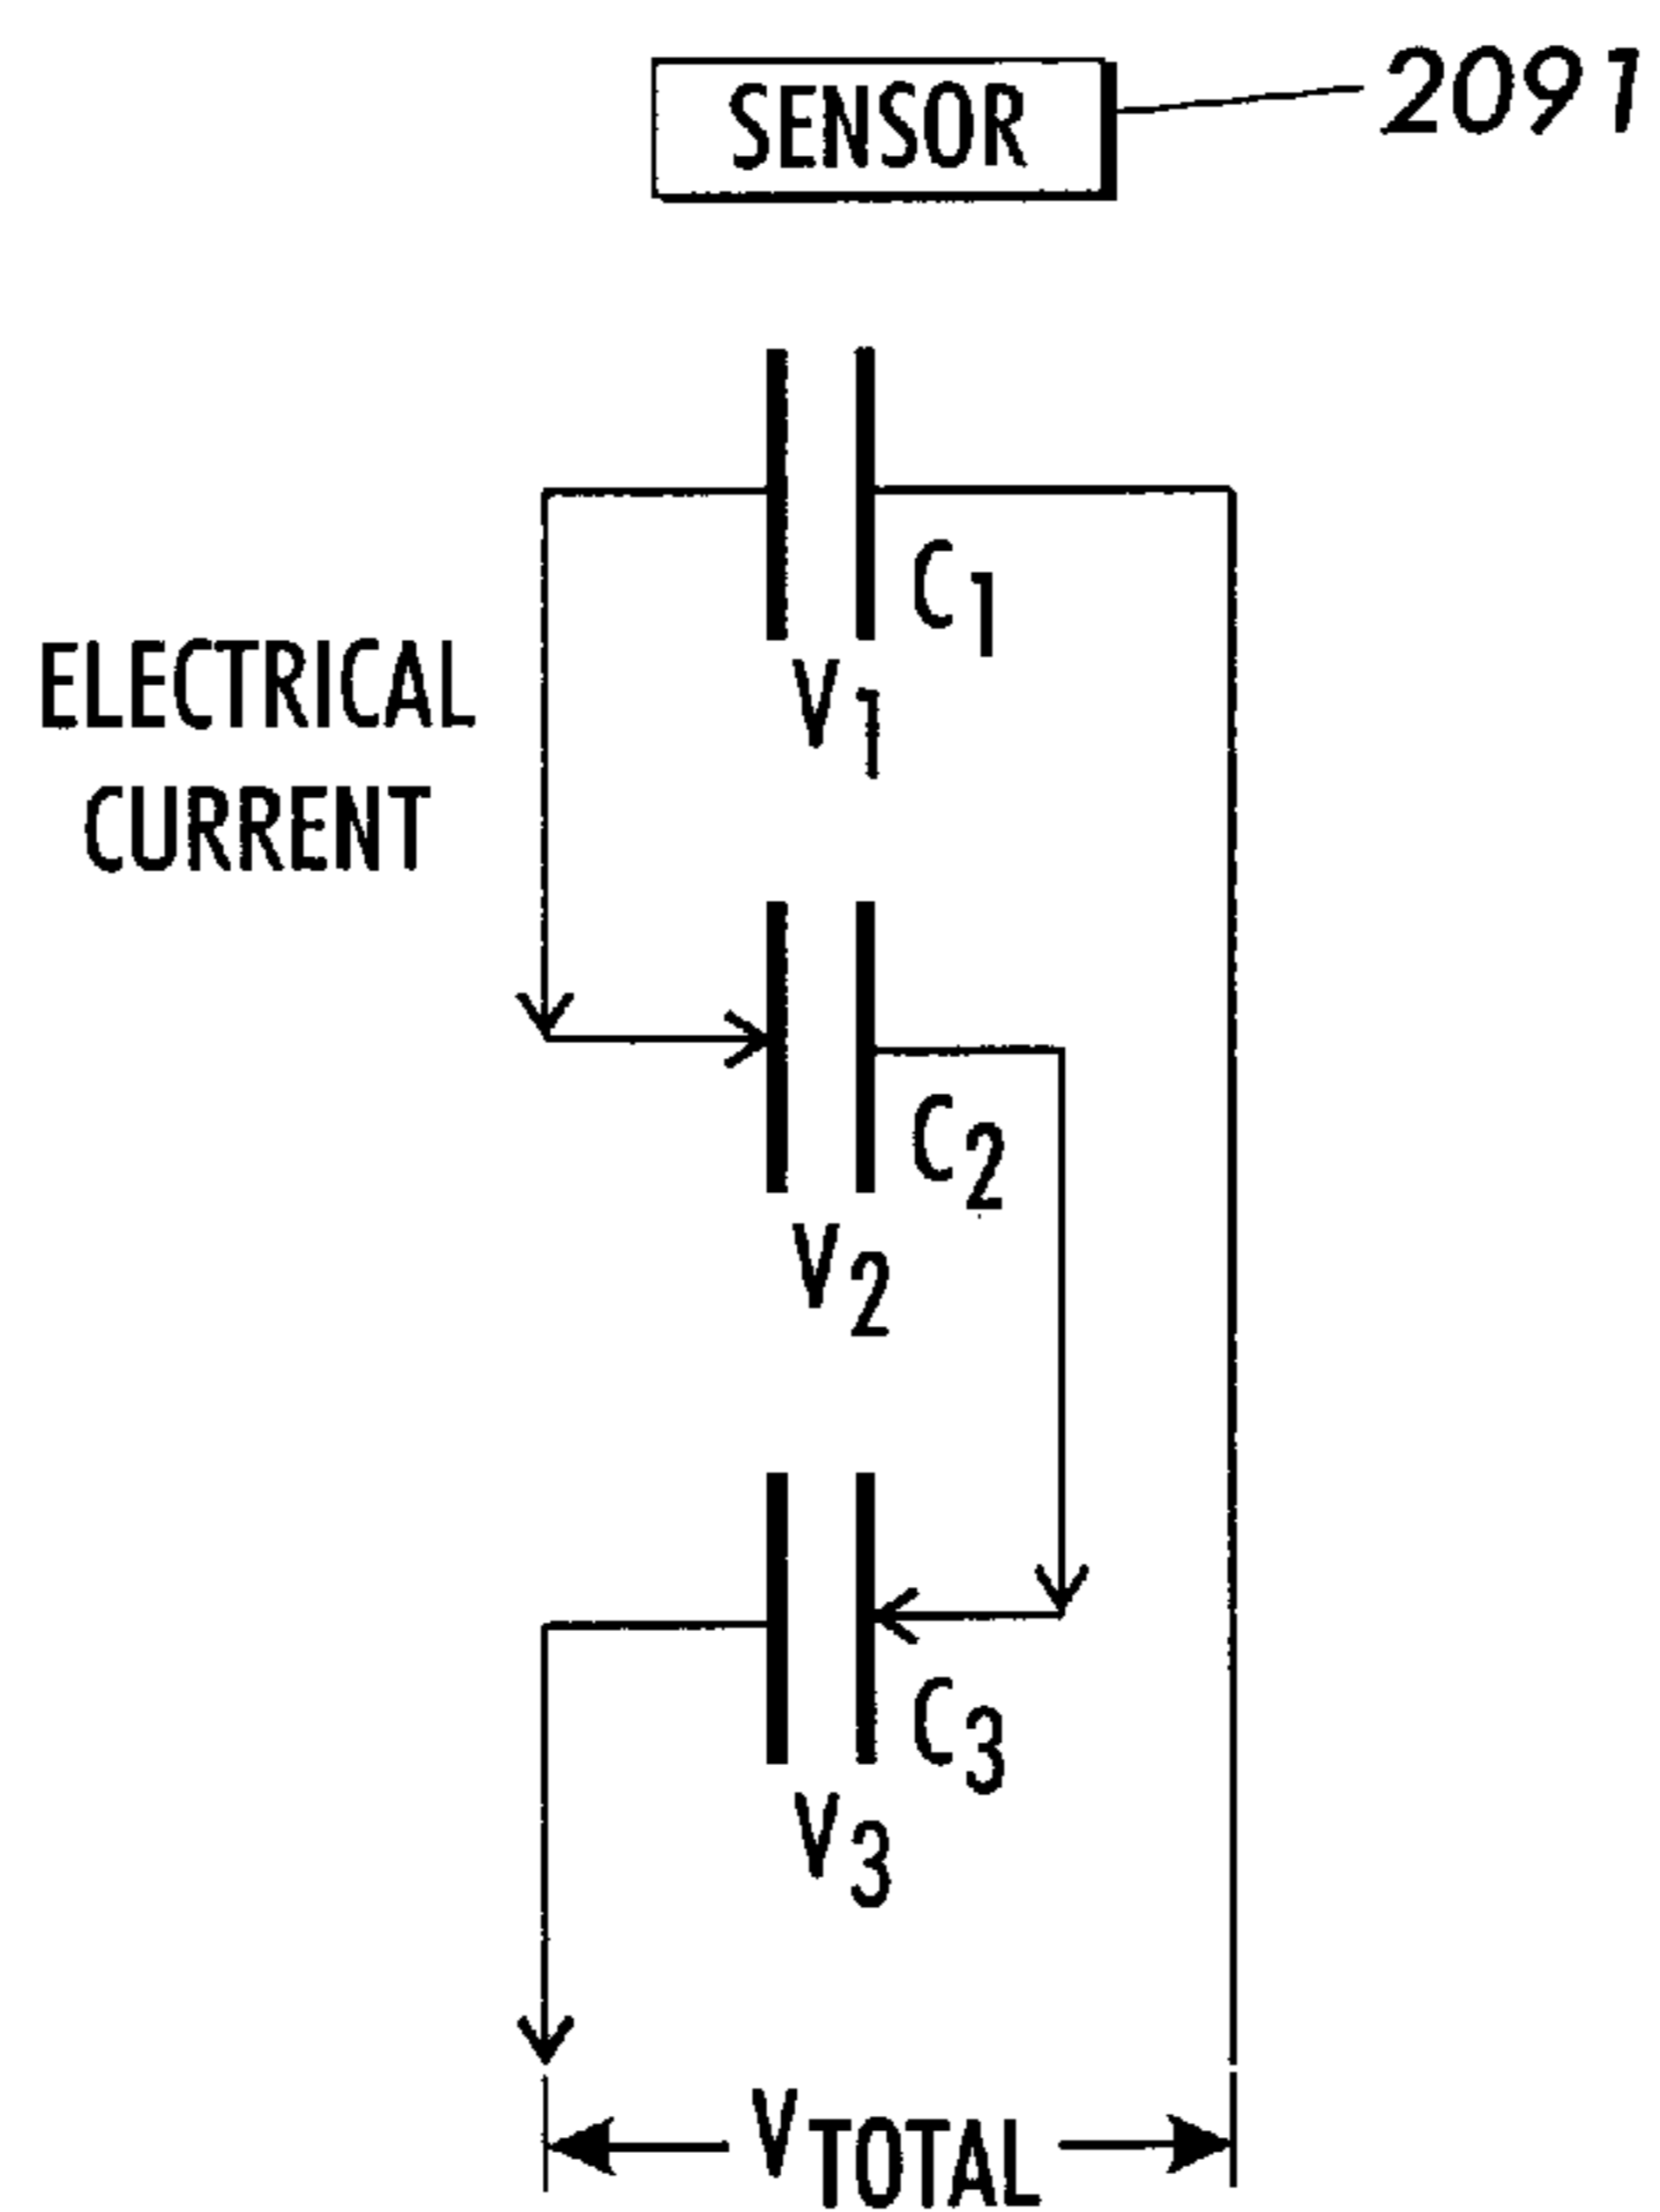 SENSOR
2091
C1
V1
ELECTRICAL
CURRENT
C2
V2
C3
V3
VTOTAL